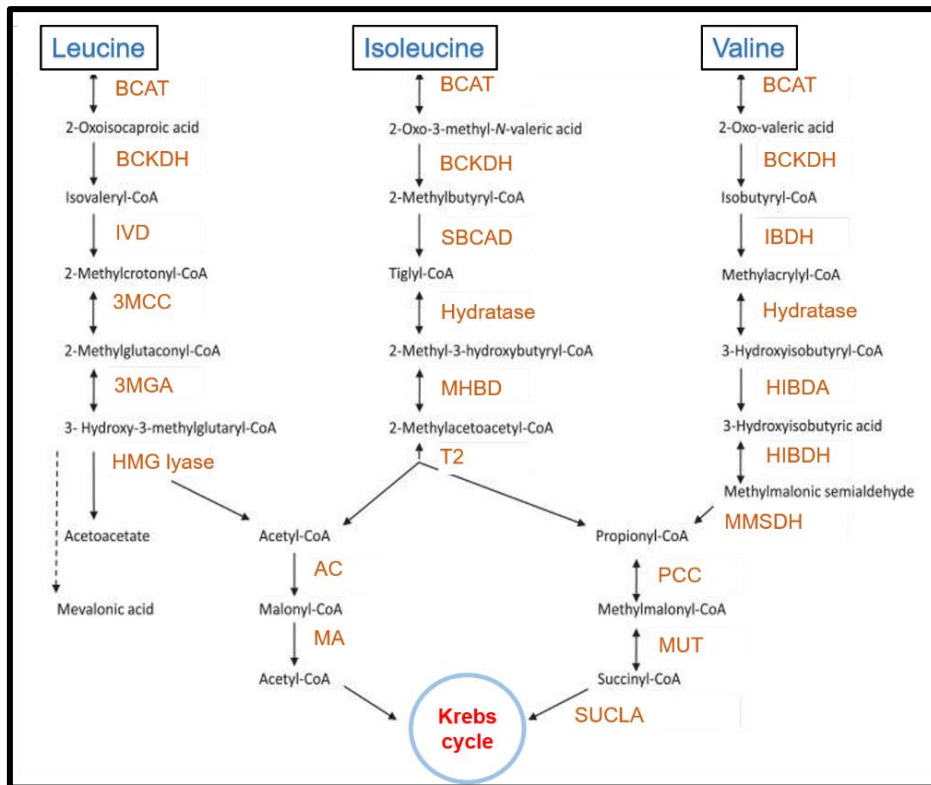 Leucine
Isoleucine
Valine
BCAT
BCAT
BCAT
2-Oxoisocaproic acid
2-Oxo-3-methyl-N-valeric acid
2-Oxo-valeric acid
BCKDH
BCKDH
BCKDH
Isovaleryl-CoA
2-Methylbutyryl-CoA
Isobutyryl-CoA
IVD
SBCAD
IBDH
2-Methylcrotonyl-CoA
Tiglyl-CoA
Methylacrylyl-CoA
3MCC
Hydratase
Hydratase
2-Methylglutaconyl-CoA
2-Methyl-3-hydroxybutyryl-CoA
3-Hydroxyisobutyryl-CoA
3MGA
MHBD
HIBDA
3- Hydroxy-3-methylglutaryl-CoA
2-Methylacetoacetyl-CoA
3-Hydroxyisobutyric acid
HMG lyase
T2
HIBDH
Methylmalonic semialdehyde
MMSDH
Acetoacetate
Acetyl-CoA
Propionyl-CoA
AC
PCC
Mevalonic acid
Malonyl-CoA
Methylmalonyl-CoA
MA
MUT
Acetyl-CoA
Succinyl-CoA
Krebs
cycle
SUCLA